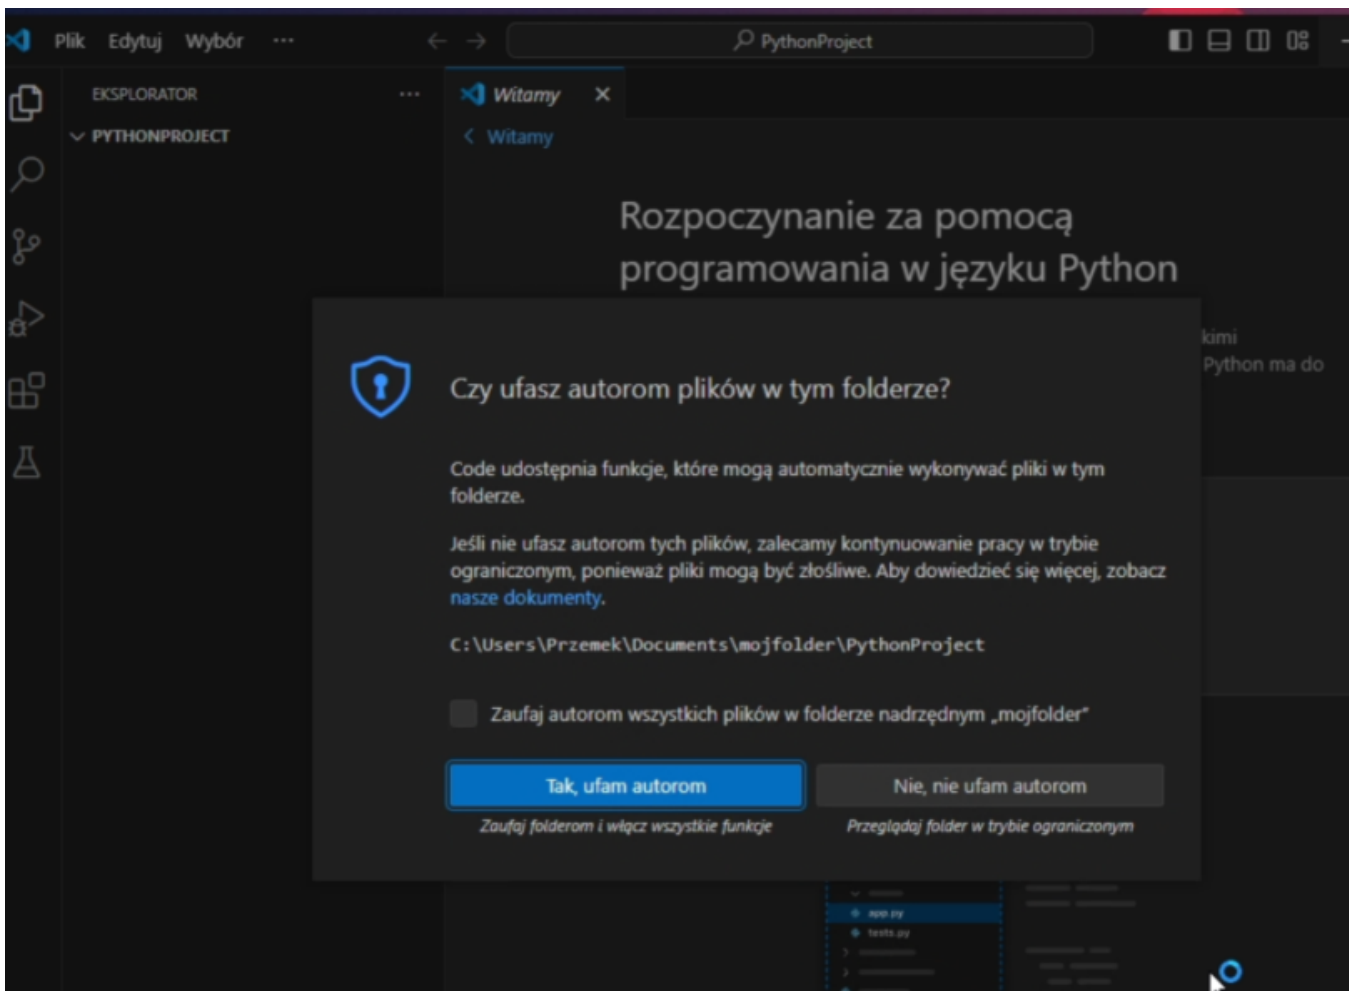 Plik Edytuj Wybór ···
PythonProject
EKSPLORATOR ···
Witamy
PYTHONPROJECT
Witamy
Rozpoczynanie za pomocą
programowania w języku Python
kimi
Python ma do
Czy ufasz autorom plików w tym folderze?
Code udostępnia funkcje, które mogą automatycznie wykonywać pliki w tym
folderze.
Jeśli nie ufasz autorom tych plików, zalecamy kontynuowanie pracy w trybie
ograniczonym, ponieważ pliki mogą być złośliwe. Aby dowiedzieć się więcej, zobacz
nasze dokumenty.
C:\Users\Przemek\Documents\mojfolder\PythonProject
Zaufaj autorom wszystkich plików w folderze nadrzędnym „mojfolder”
Tak, ufam autorom
Nie, nie ufam autorom
Zaufaj folderom i włącz wszystkie funkcje
Przeglądaj folder w trybie ograniczonym
app.py
tests.py